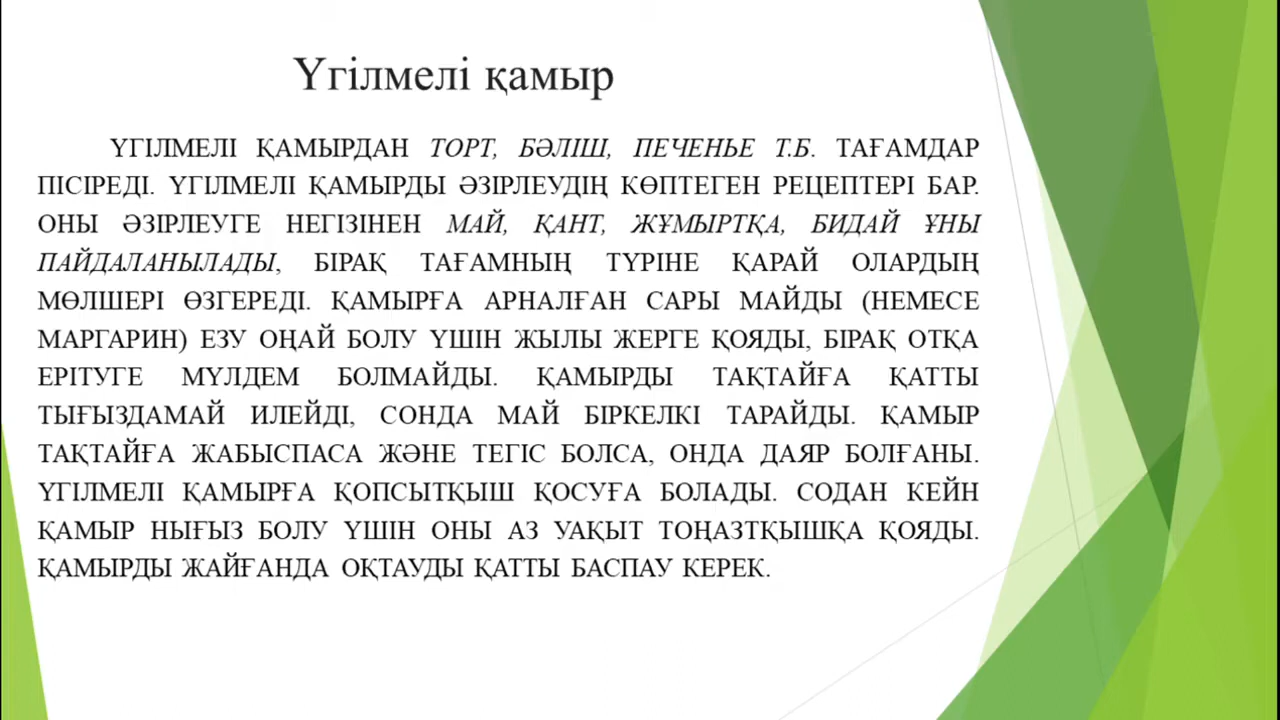 Үгілмелі қамыр
ҮГІЛМЕЛІ ҚАМЫРДАН ТОРТ, БӘЛІШ, ПЕЧЕНЬЕ Т.Б. ТАҒАМДАР
ПІСІРЕДІ. ҮГІЛМЕЛІ ҚАМЫРДЫ ӘЗІРЛЕУДІҢ КӨПТЕГЕН РЕЦЕПТЕРІ БАР.
ОНЫ ӘЗІРЛЕУГЕ НЕГІЗІНЕН МАЙ, ҚАНТ, ЖҰМЫРТҚА, БИДАЙ ҰНЫ
ПАЙДАЛАНЫЛАДЫ, БІРАҚ ТАҒАМНЫҢ ТҮРІНЕ ҚАРАЙ ОЛАРДЫҢ
МӨЛШЕРІ ӨЗГЕРЕДІ. ҚАМЫРҒА АРНАЛҒАН САРЫ МАЙДЫ (НЕМЕСЕ
МАРГАРИН) ЕЗУ ОҢАЙ БОЛУ ҮШІН ЖЫЛЫ ЖЕРГЕ ҚОЯДЫ, БІРАҚ ОТҚА
ЕРІТУГЕ МҮЛДЕМ БОЛМАЙДЫ. ҚАМЫРДЫ ТАҚТАЙҒА ҚАТТЫ
ТЫҒЫЗДАМАЙ ИЛЕЙДІ, СОНДА МАЙ БІРКЕЛКІ ТАРАЙДЫ. ҚАМЫР
ТАҚТАЙҒА ЖАБЫСПАСА ЖӘНЕ ТЕГІС БОЛСА, ОНДА ДАЯР БОЛҒАНЫ.
ҮГІЛМЕЛІ ҚАМЫРҒА ҚОПСЫТҚЫШ ҚОСУҒА БОЛАДЫ. СОДАН КЕЙН
ҚАМЫР НЫҒЫЗ БОЛУ ҮШІН ОНЫ АЗ УАҚЫТ ТОҢАЗТҚЫШҚА ҚОЯДЫ.
ҚАМЫРДЫ ЖАЙҒАНДА ОҚТАУДЫ ҚАТТЫ БАСПАУ КЕРЕК.